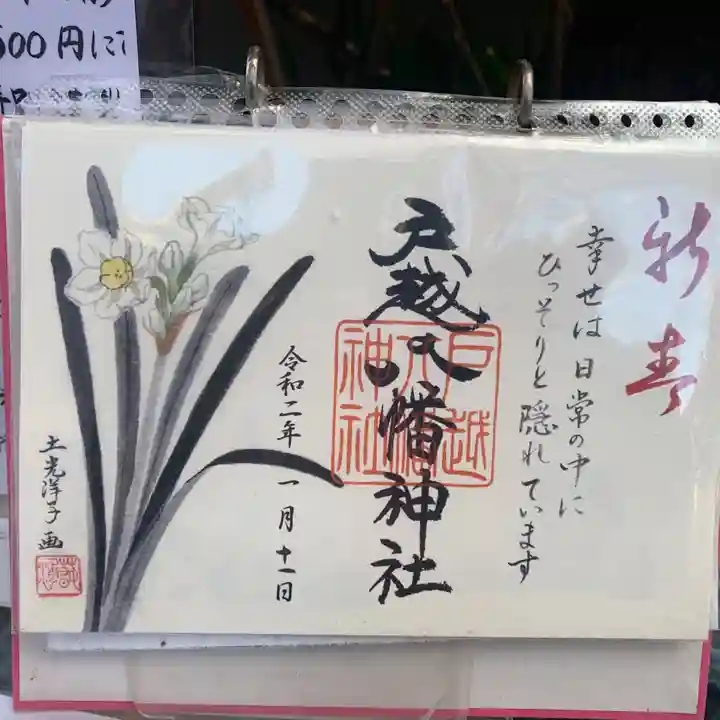 500円に
新春
幸せは日常の中に
ひっそりと隠れています
戸越八幡神社
戸越
八幡
神社
令和二年一月十一日
土光洋子画